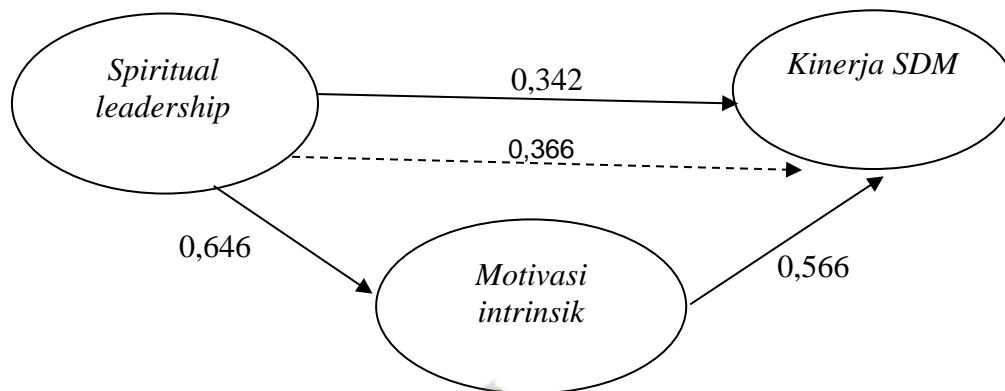 Spiritual
leadership
Kinerja SDM
0,342
0,366
0,646
0,566
Motivasi
intrinsik